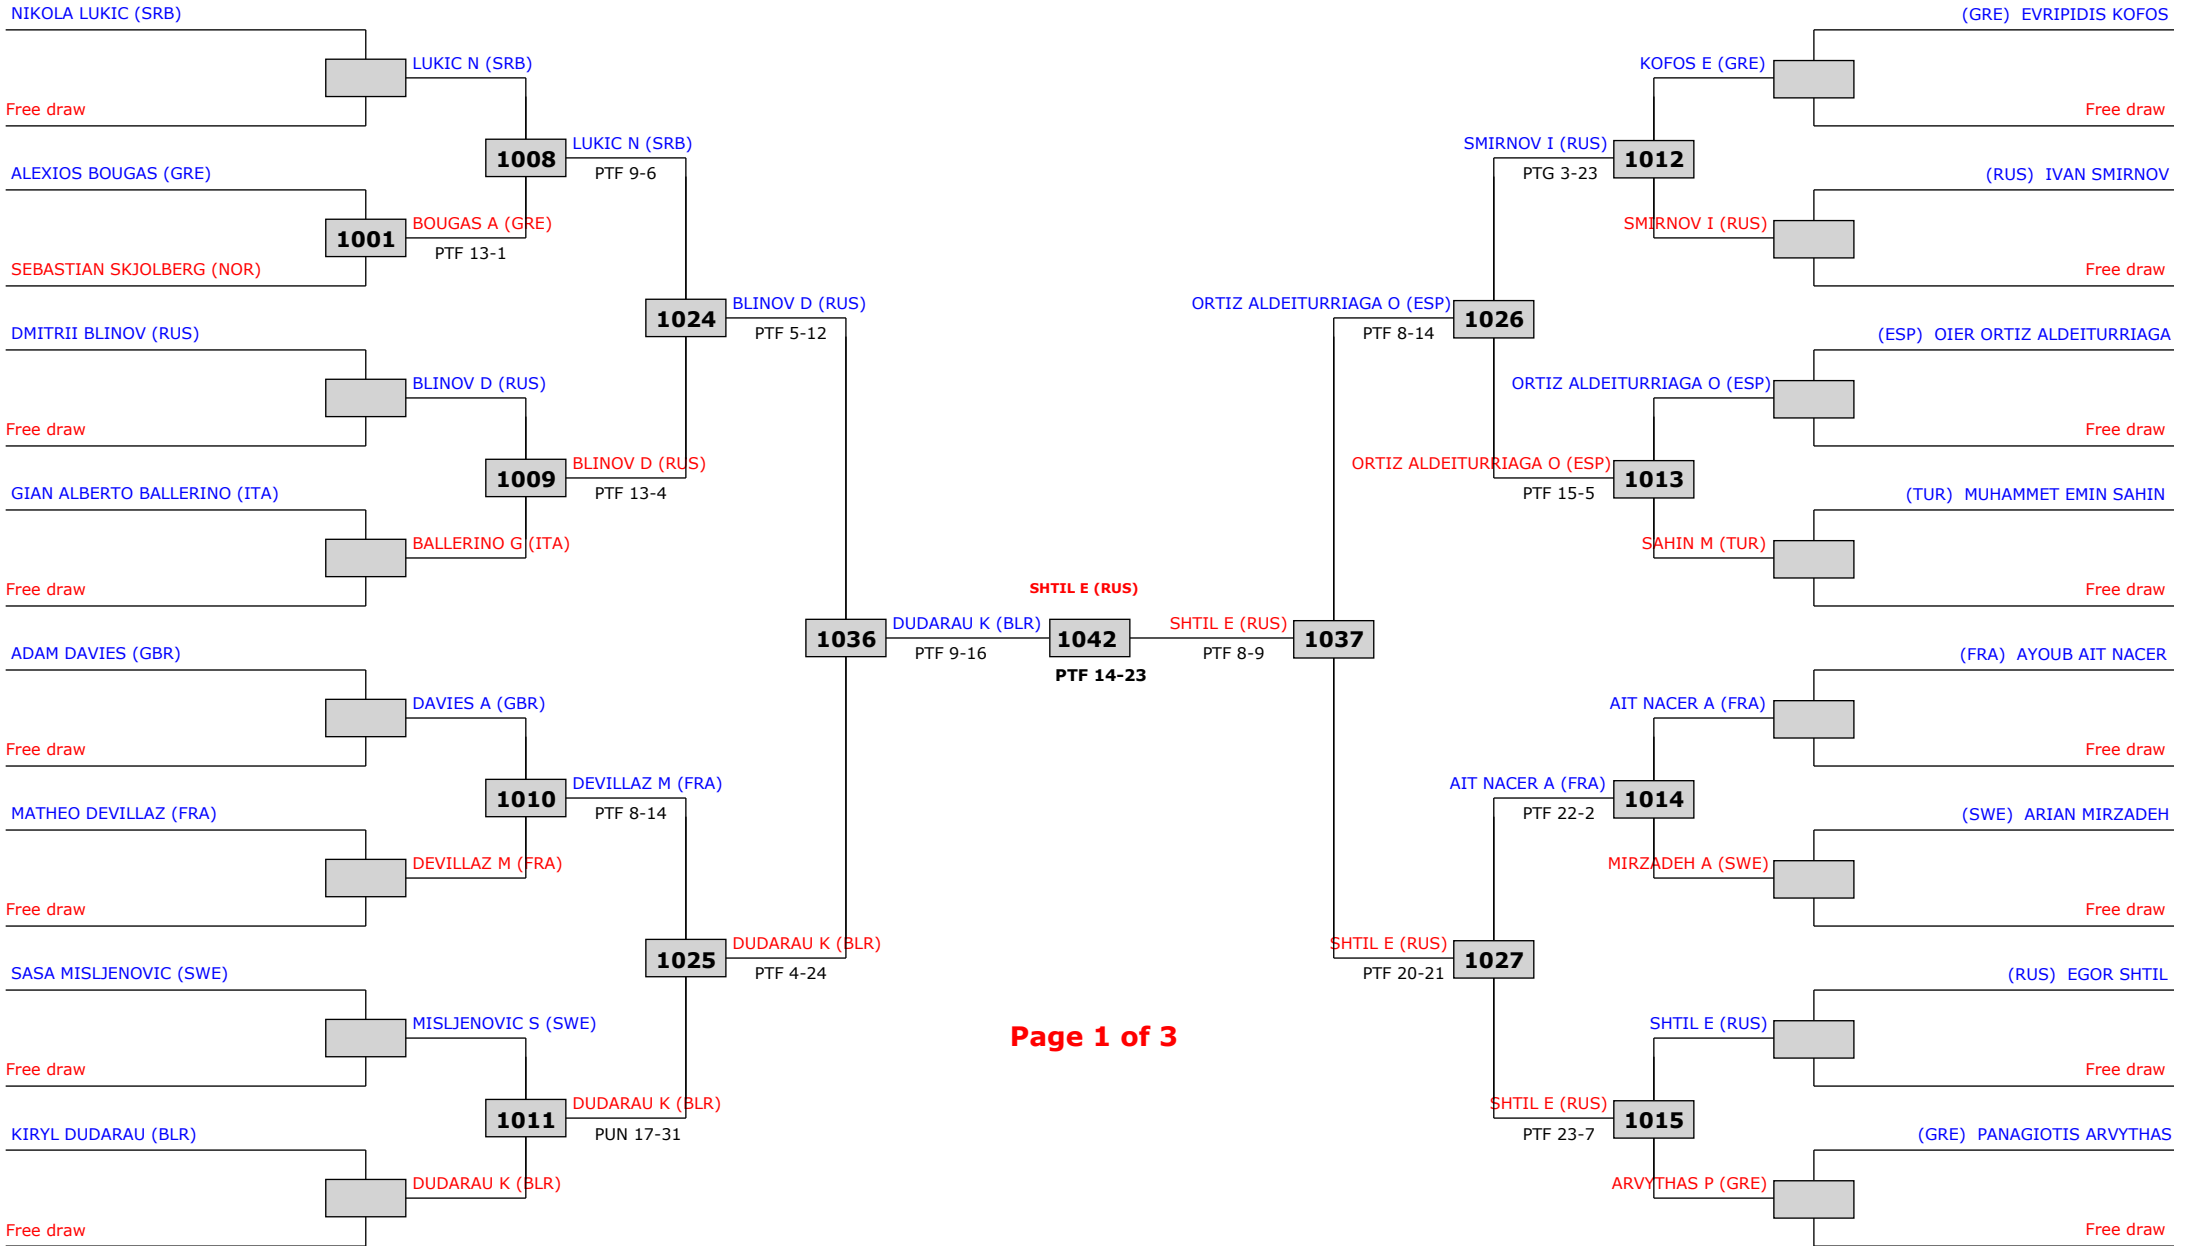 NIKOLA LUKIC (SRB)
LUKIC N (SRB)
Free draw
1008
LUKIC N (SRB)
PTF 9-6
ALEXIOS BOUGAS (GRE)
1001
BOUGAS A (GRE)
PTF 13-1
SEBASTIAN SKJOLBERG (NOR)
1024
BLINOV D (RUS)
PTF 5-12
DMITRII BLINOV (RUS)
BLINOV D (RUS)
Free draw
1009
BLINOV D (RUS)
PTF 13-4
GIAN ALBERTO BALLERINO (ITA)
BALLERINO G (ITA)
Free draw
1036
DUDARAU K (BLR)
PTF 9-16
ADAM DAVIES (GBR)
DAVIES A (GBR)
Free draw
1010
DEVILLAZ M (FRA)
PTF 8-14
MATHEO DEVILLAZ (FRA)
DEVILLAZ M (FRA)
Free draw
1025
DUDARAU K (BLR)
PTF 4-24
SASA MISLJENOVIC (SWE)
MISLJENOVIC S (SWE)
Free draw
1011
DUDARAU K (BLR)
PUN 17-31
KIRYL DUDARAU (BLR)
DUDARAU K (BLR)
Free draw
SHTIL E (RUS)
1042
PTF 14-23
Page 1 of 3
(GRE) EVRIPIDIS KOFOS
KOFOS E (GRE)
Free draw
SMIRNOV I (RUS)
1012
PTG 3-23
(RUS) IVAN SMIRNOV
SMIRNOV I (RUS)
Free draw
ORTIZ ALDEITURRIAGA O (ESP)
1026
PTF 8-14
(ESP) OIER ORTIZ ALDEITURRIAGA
ORTIZ ALDEITURRIAGA O (ESP)
Free draw
ORTIZ ALDEITURRIAGA O (ESP)
1013
PTF 15-5
(TUR) MUHAMMET EMIN SAHIN
SAHIN M (TUR)
Free draw
SHTIL E (RUS)
1037
PTF 8-9
(FRA) AYOUB AIT NACER
AIT NACER A (FRA)
Free draw
AIT NACER A (FRA)
1014
PTF 22-2
(SWE) ARIAN MIRZADEH
MIRZADEH A (SWE)
Free draw
SHTIL E (RUS)
1027
PTF 20-21
(RUS) EGOR SHTIL
SHTIL E (RUS)
Free draw
SHTIL E (RUS)
1015
PTF 23-7
(GRE) PANAGIOTIS ARVYTHAS
ARVYTHAS P (GRE)
Free draw